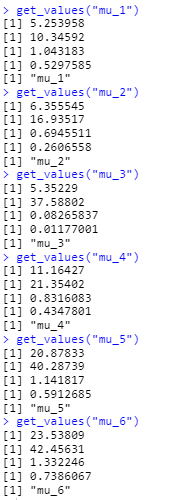 > get_values("mu_1")
[1] 5.253958
[1] 10.34592
[1] 1.043183
[1] 0.5297585
[1] "mu_1"
> get_values("mu_2")
[1] 6.355545
[1] 16.93517
[1] 0.6945511
[1] 0.2606558
[1] "mu_2"
> get_values("mu_3")
[1] 5.35229
[1] 37.58802
[1] 0.08265837
[1] 0.01177001
[1] "mu_3"
> get_values("mu_4")
[1] 11.16427
[1] 21.35402
[1] 0.8316083
[1] 0.4347801
[1] "mu_4"
> get_values("mu_5")
[1] 20.87833
[1] 40.28739
[1] 1.141817
[1] 0.5912685
[1] "mu_5"
> get_values("mu_6")
[1] 23.53809
[1] 42.45631
[1] 1.332246
[1] 0.7386067
[1] "mu_6"